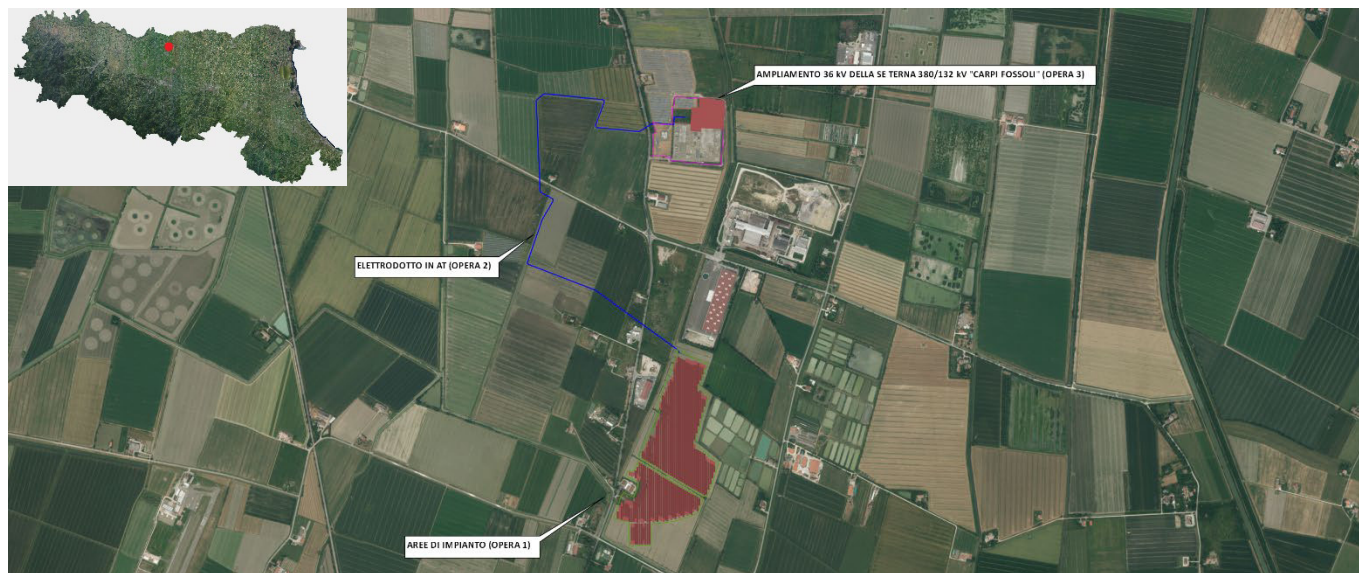 AMPLIAMENTO 36 kV DELLA SE TERNA 380/132 kV "CARPI FOSSOLI" (OPERA 3)
ELETTRODOTTO IN AT (OPERA 2)
AREE DI IMPIANTO (OPERA 1)